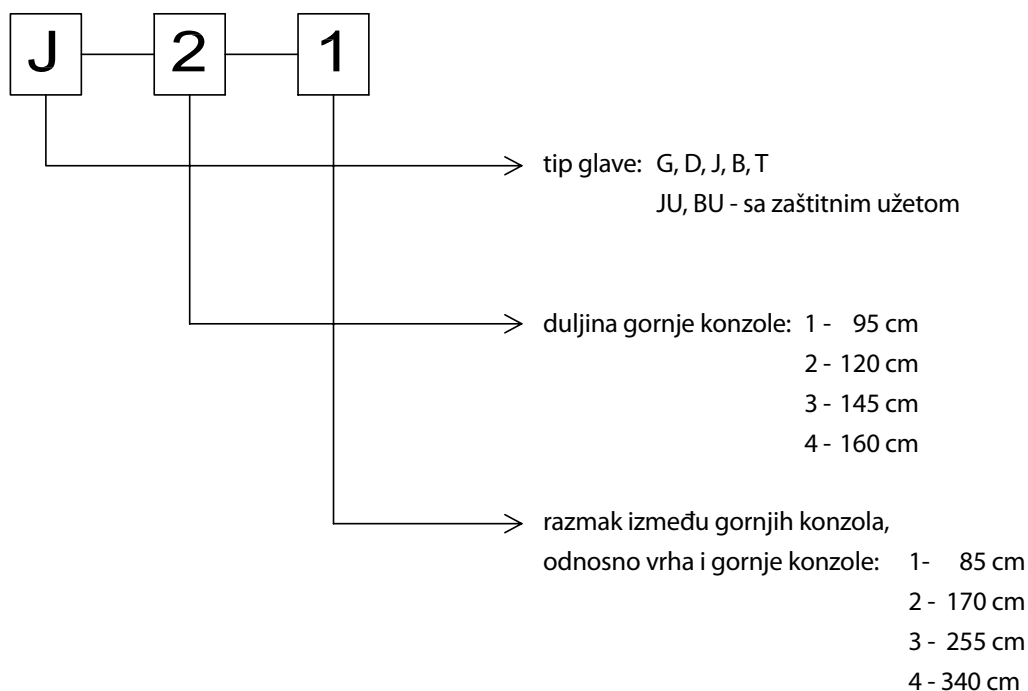 J 2 1
tip glave: G, D, J, B, T
JU, BU - sa zaštitnim užetom
duljina gornje konzole: 1 - 95 cm
2 - 120 cm
3 - 145 cm
4 - 160 cm
razmak između gornjih konzola,
odnosno vrha i gornje konzole: 1- 85 cm
2 - 170 cm
3 - 255 cm
4 - 340 cm